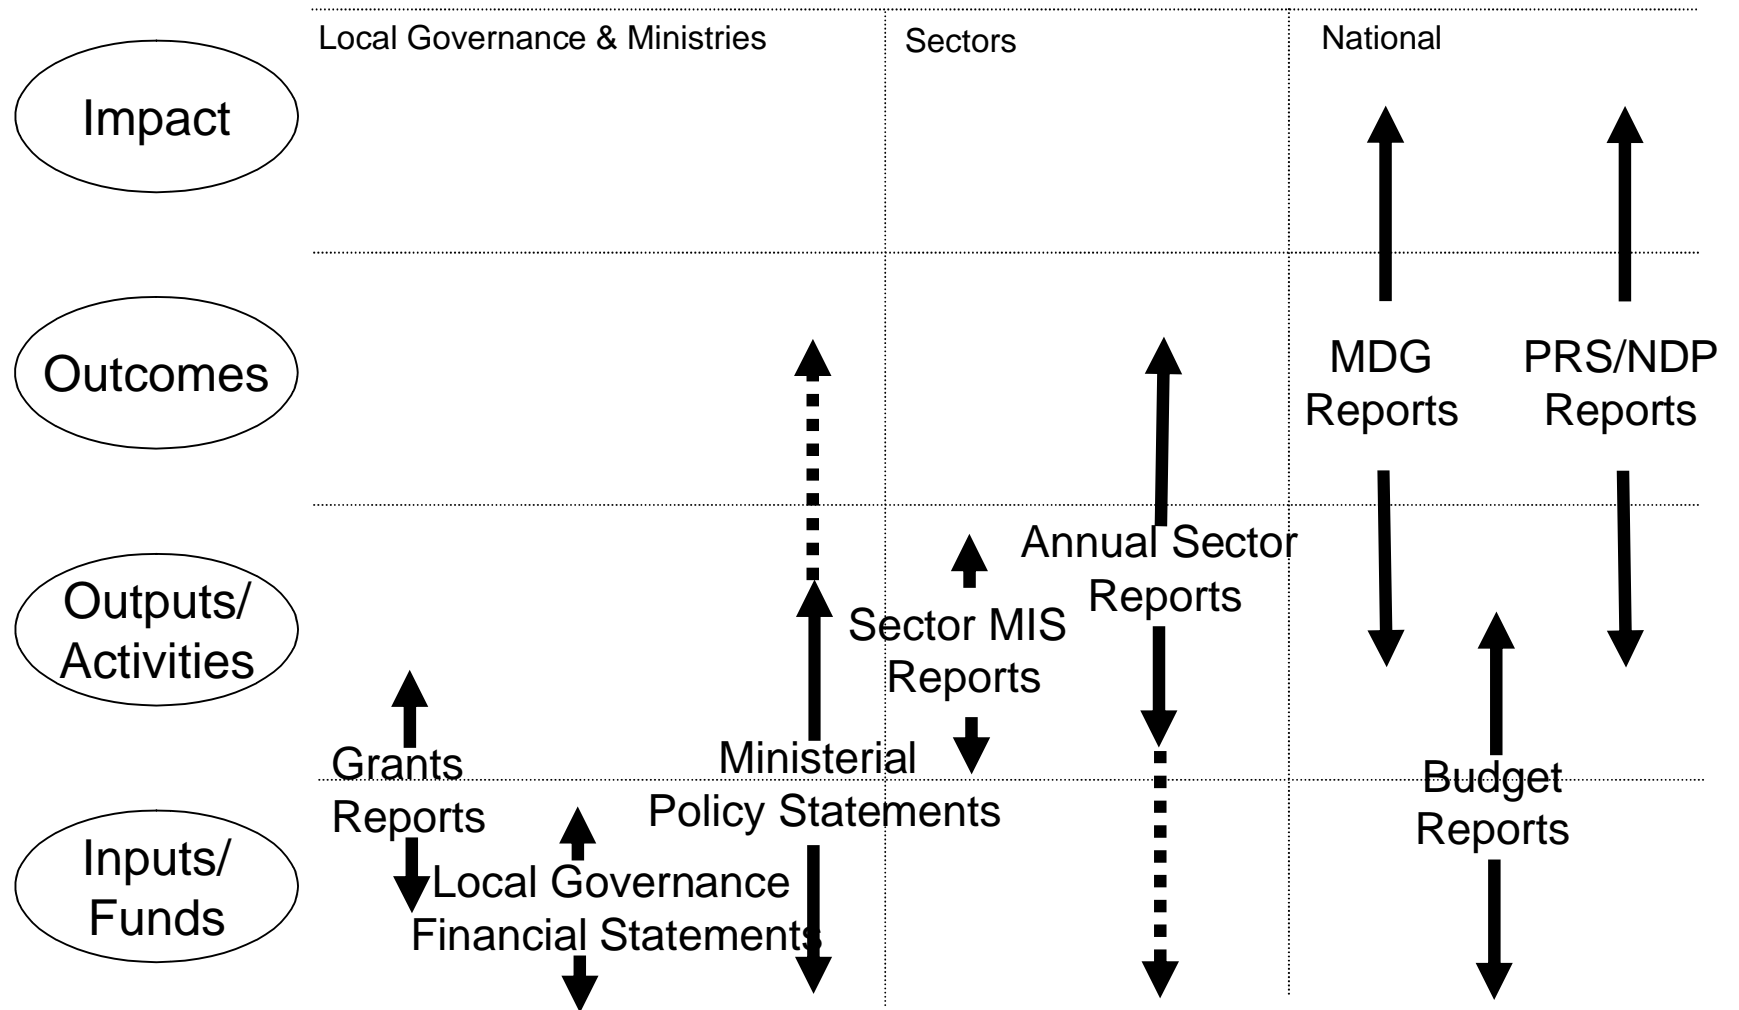 Local Governance & Ministries
Sectors
National
Impact
Outcomes
MDG
Reports
PRS/NDP
Reports
Outputs/
Activities
Annual Sector
Reports
Sector MIS
Reports
Grants
Reports
Ministerial
Policy Statements
Budget
Reports
Inputs/
Funds
Local Governance
Financial Statements